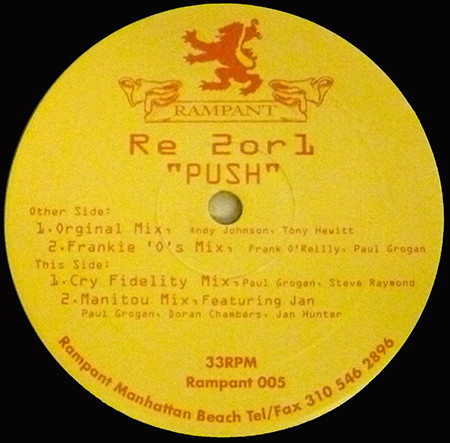 RAMPANT
Re 2or1
"PUSH"
Other Side:
1.Orginal Mix, Andy Johnson, Tony Hewitt
2.Frankie 'O's Mix, Frank O'Reilly, Paul Grogan
This Side:
1.Cry Fidelity Mix,Paul Grogan, Steve Raymond
2.Manitou Mix,Featuring Jan
Paul Grogan, Doran Chambers, Jan Hunter
33RPM
Rampant 005
Rampant Manhattan Beach Tel/Fax 310 546 2896